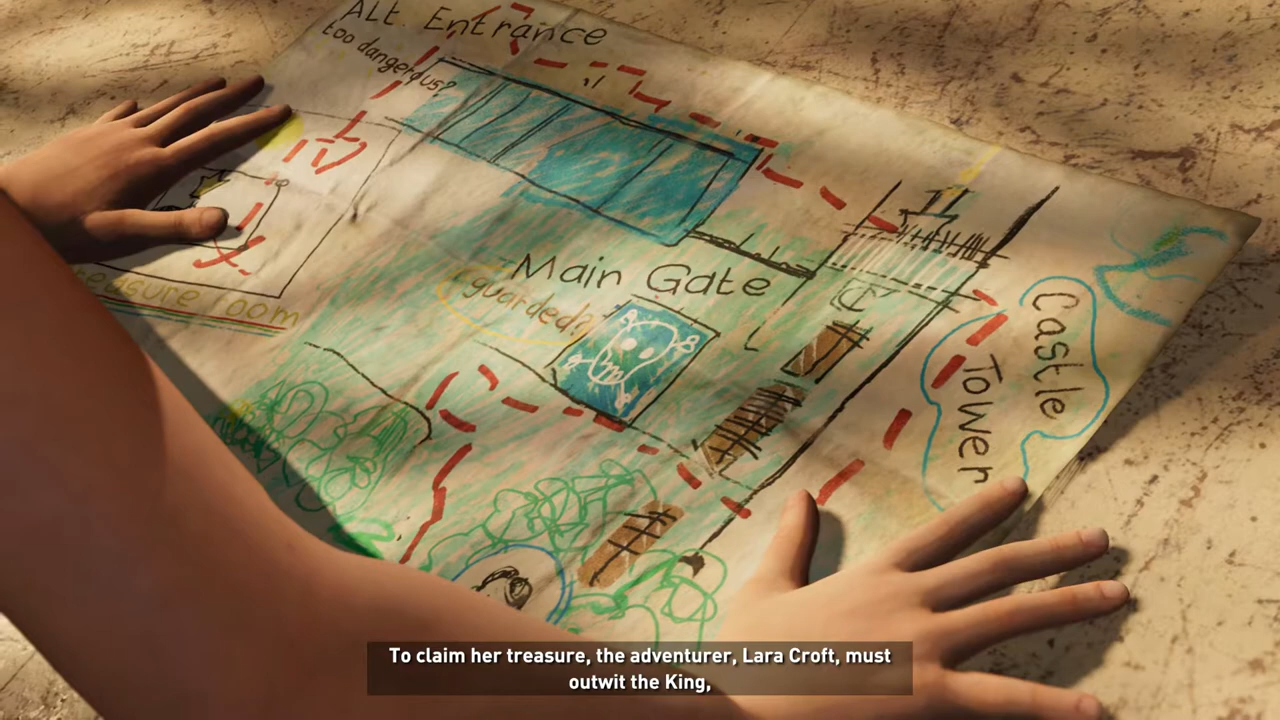 ALt. Entrance
too dangerous?
Main Gate
guarded?
treasure room
Castle
Tower
To claim her treasure, the adventurer, Lara Croft, must
outwit the King,